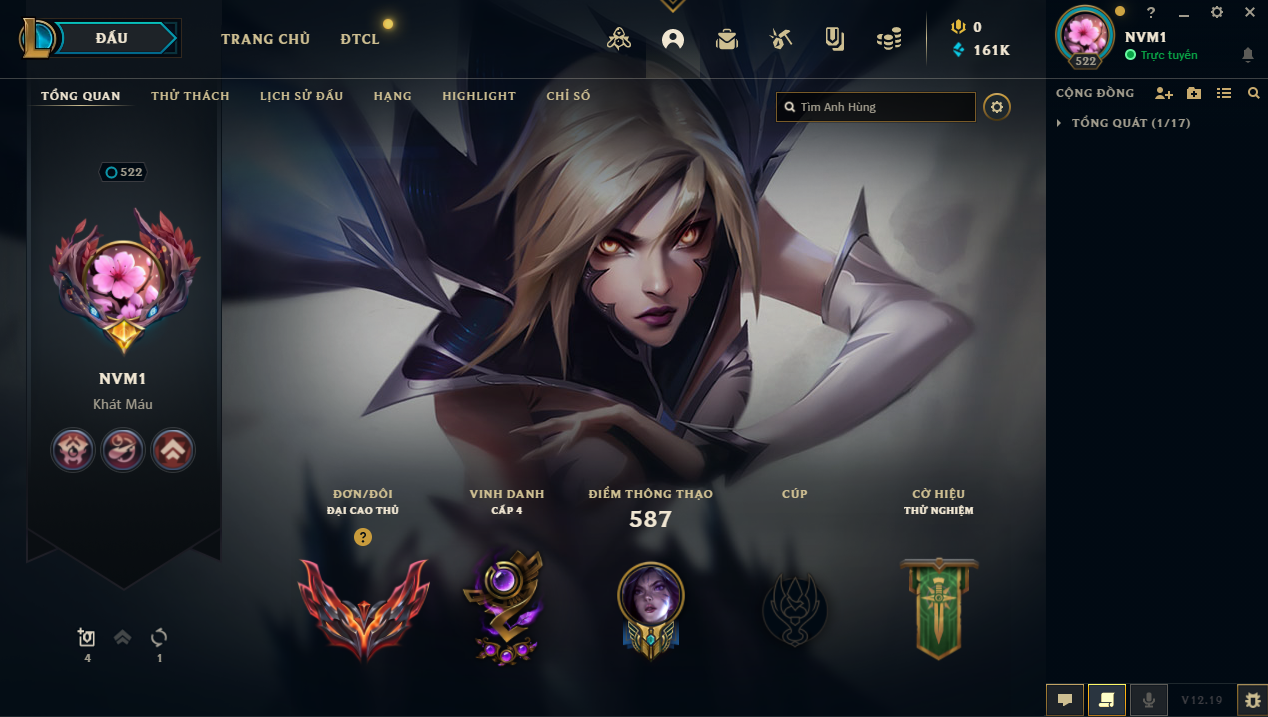 ĐẤU
TRANG CHỦ
ĐTCL
0
161K
522
?
NVM1
Trực tuyến
TỔNG QUAN
THỬ THÁCH
LỊCH SỬ ĐẤU
HẠNG
HIGHLIGHT
CHỈ SỐ
Tìm Anh Hùng
CỘNG ĐỒNG
TỔNG QUÁT (1/17)
522
NVM1
Khát Máu
4
1
ĐƠN/ĐÔI
ĐẠI CAO THỦ
?
VINH DANH
CẤP 4
ĐIỂM THÔNG THẠO
587
CÚP
CỜ HIỆU
THỬ NGHIỆM
V12.19